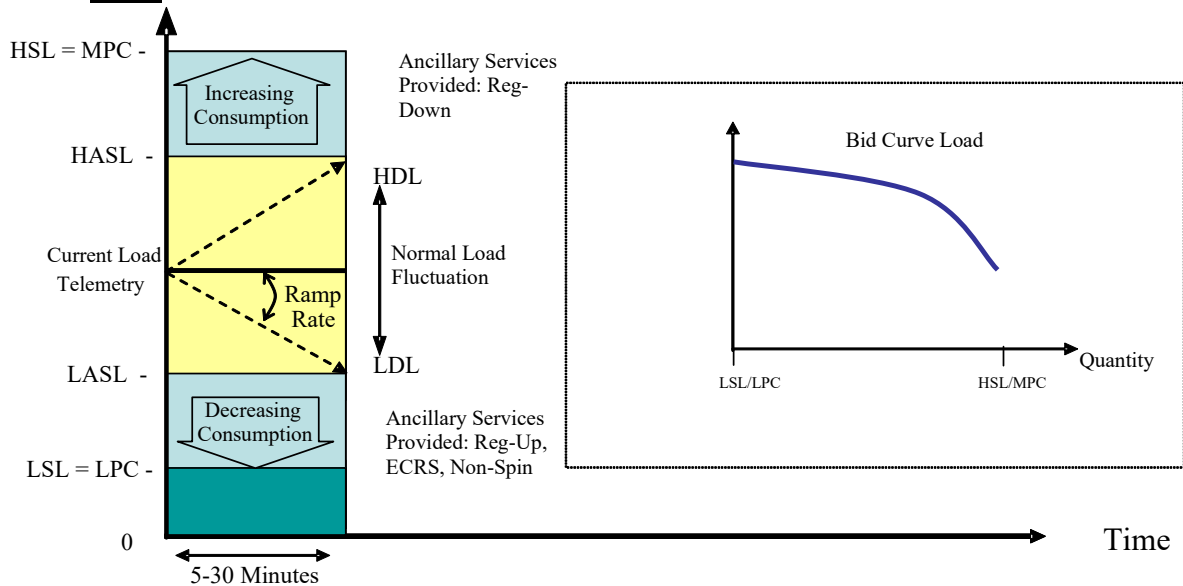 HSL = MPC -
Increasing
Consumption
Ancillary Services
Provided: Reg-
Down
HASL -
HDL
Current Load
Telemetry
Normal Load
Fluctuation
Ramp
Rate
LDL
LASL -
Decreasing
Consumption
Ancillary Services
Provided: Reg-Up,
ECRS, Non-Spin
LSL = LPC -
0
5-30 Minutes
Time
Bid Curve Load
Quantity
LSL/LPC
HSL/MPC